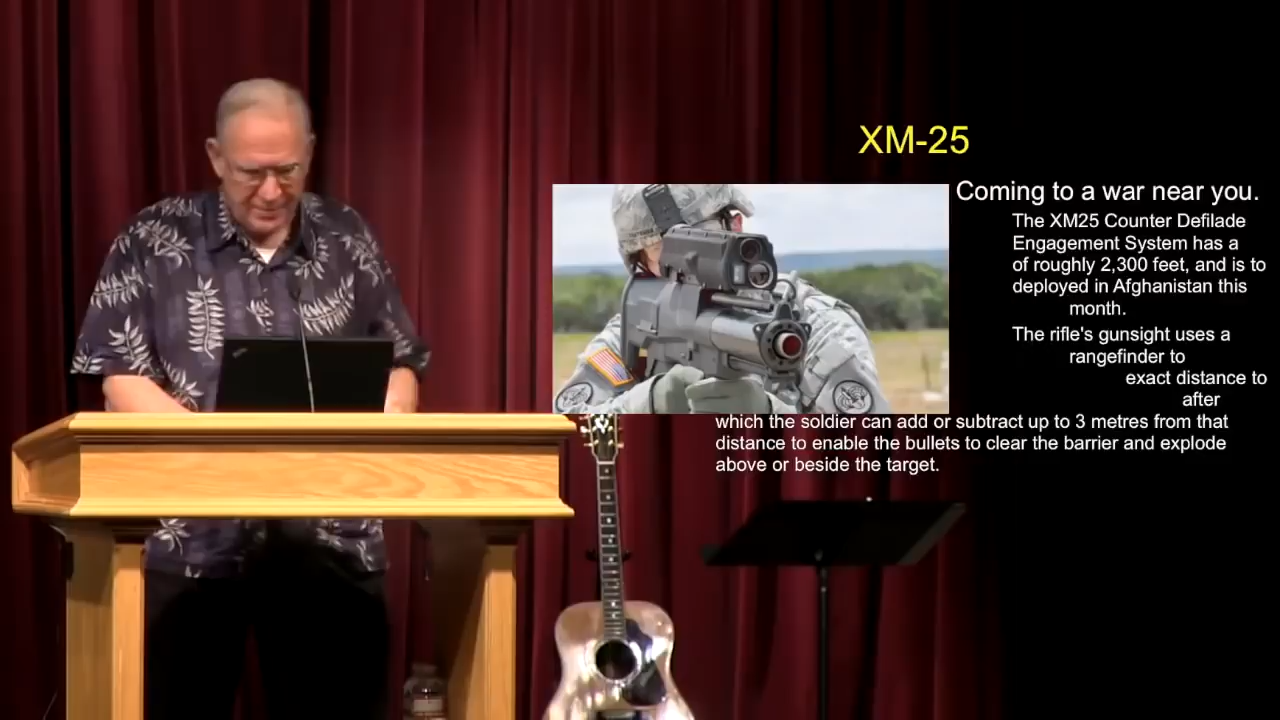 XM-25
Coming to a war near you.
The XM25 Counter Defilade
Engagement System has a
of roughly 2,300 feet, and is to
deployed in Afghanistan this
month.
The rifle's gunsight uses a
rangefinder to
exact distance to
after
which the soldier can add or subtract up to 3 metres from that
distance to enable the bullets to clear the barrier and explode
above or beside the target.